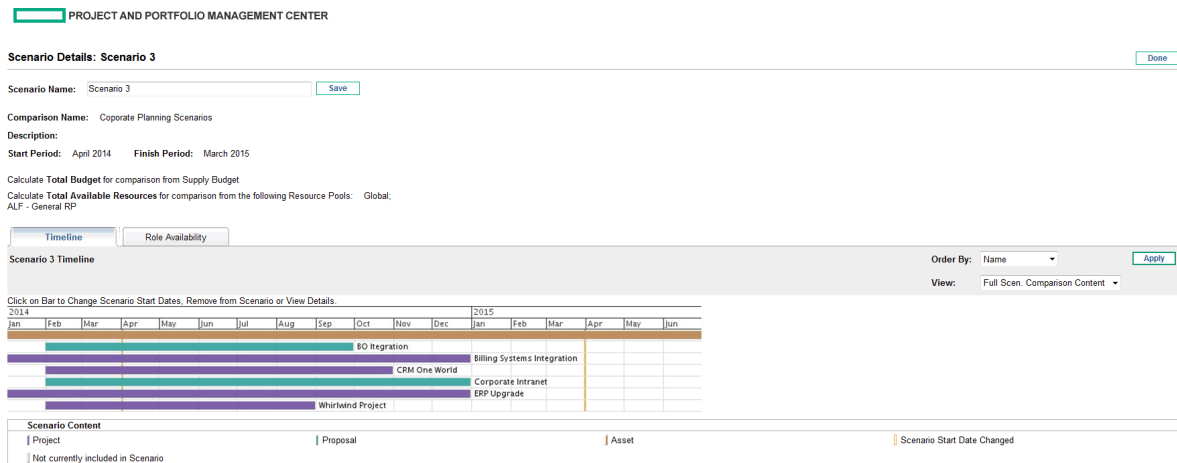 PROJECT AND PORTFOLIO MANAGEMENT CENTER
Scenario Details: Scenario 3
Done
Scenario Name: Scenario 3 Save
Comparison Name: Coporate Planning Scenarios
Description:
Start Period: April 2014 Finish Period: March 2015
Calculate Total Budget for comparison from Supply Budget
Calculate Total Available Resources for comparison from the following Resource Pools: Global;
ALF - General RP
Timeline Role Availability
Scenario 3 Timeline Order By: Name Apply
View: Full Scen. Comparison Content
Click on Bar to Change Scenario Start Dates, Remove from Scenario or View Details.
2014 2015
Jan Feb Mar Apr May Jun Jul Aug Sep Oct Nov Dec Jan Feb Mar Apr May Jun
BO Itegration
Billing Systems Integration
CRM One World
Corporate Intranet
ERP Upgrade
Whirlwind Project
Scenario Content
Project Proposal Asset Scenario Start Date Changed
Not currently included in Scenario